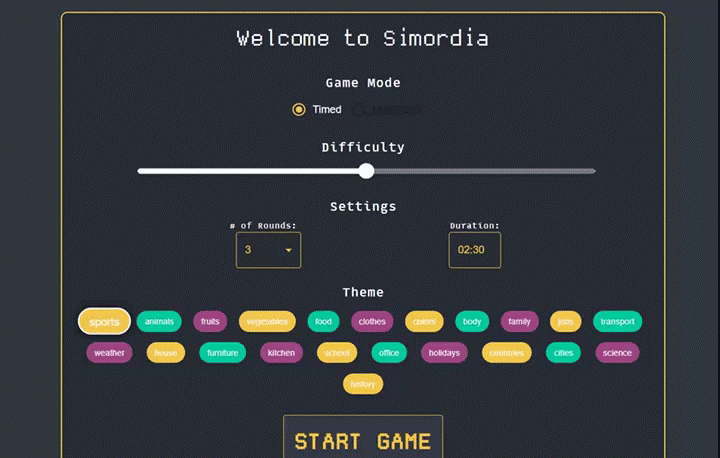 Welcome to Simordia
Game Mode
Timed
Difficulty
Settings
# of Rounds: Duration:
3 02:30
Theme
sports animals fruits vegetables food clothes colors body family jobs transport
weather house furniture kitchen school office holidays countries cities science
history
START GAME